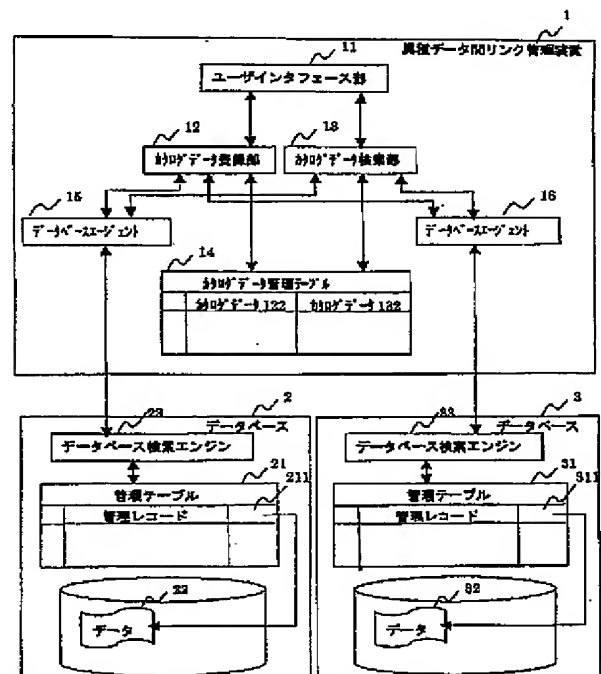 1
異種データ間リンク管理装置
11
ユーザインタフェース部
12
13
カタログデータ登録部
カタログデータ検索部
15
16
データベースエージェント
データベースエージェント
14
カタログデータ管理テーブル
カタログデータ122
カタログデータ132
2
3
23
データベース
33
データベース
データベース検索エンジン
データベース検索エンジン
21
31
211
311
管理テーブル
管理テーブル
管理レコード
管理レコード
22
32
データ
データ